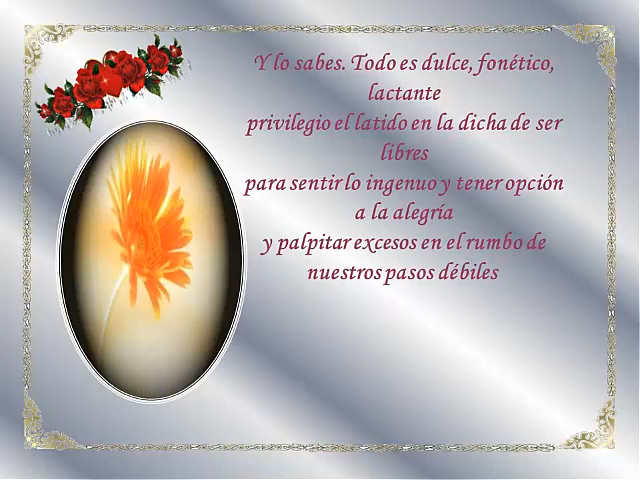 Y lo sabes. Todo es dulce, fonético,
lactante
privilegio el latido en la dicha de ser
libres
para sentir lo ingenuo y tener opción
a la alegría
y palpitar excesos en el rumbo de
nuestros pasos débiles